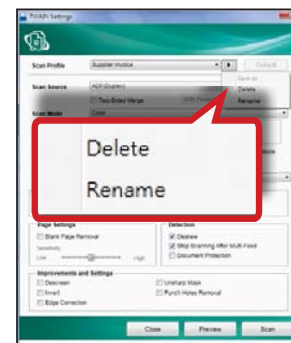 TWAIN Settings
Scan Profile
Supplier Invoice
Default
Save as
Delete
Rename
Scan Source
ADF-Duplex
Two-Sided Merge
Scan Mode
Color
Delete
Rename
Page Settings
Blank Page Removal
Sensitivity
Low
High
Detection
Deskew
Stop Scanning After Multi Feed
Document Protection
Improvements and Settings
Descreen
Unsharp Mask
Invert
Punch Holes Removal
Edge Correction
Close
Preview
Scan